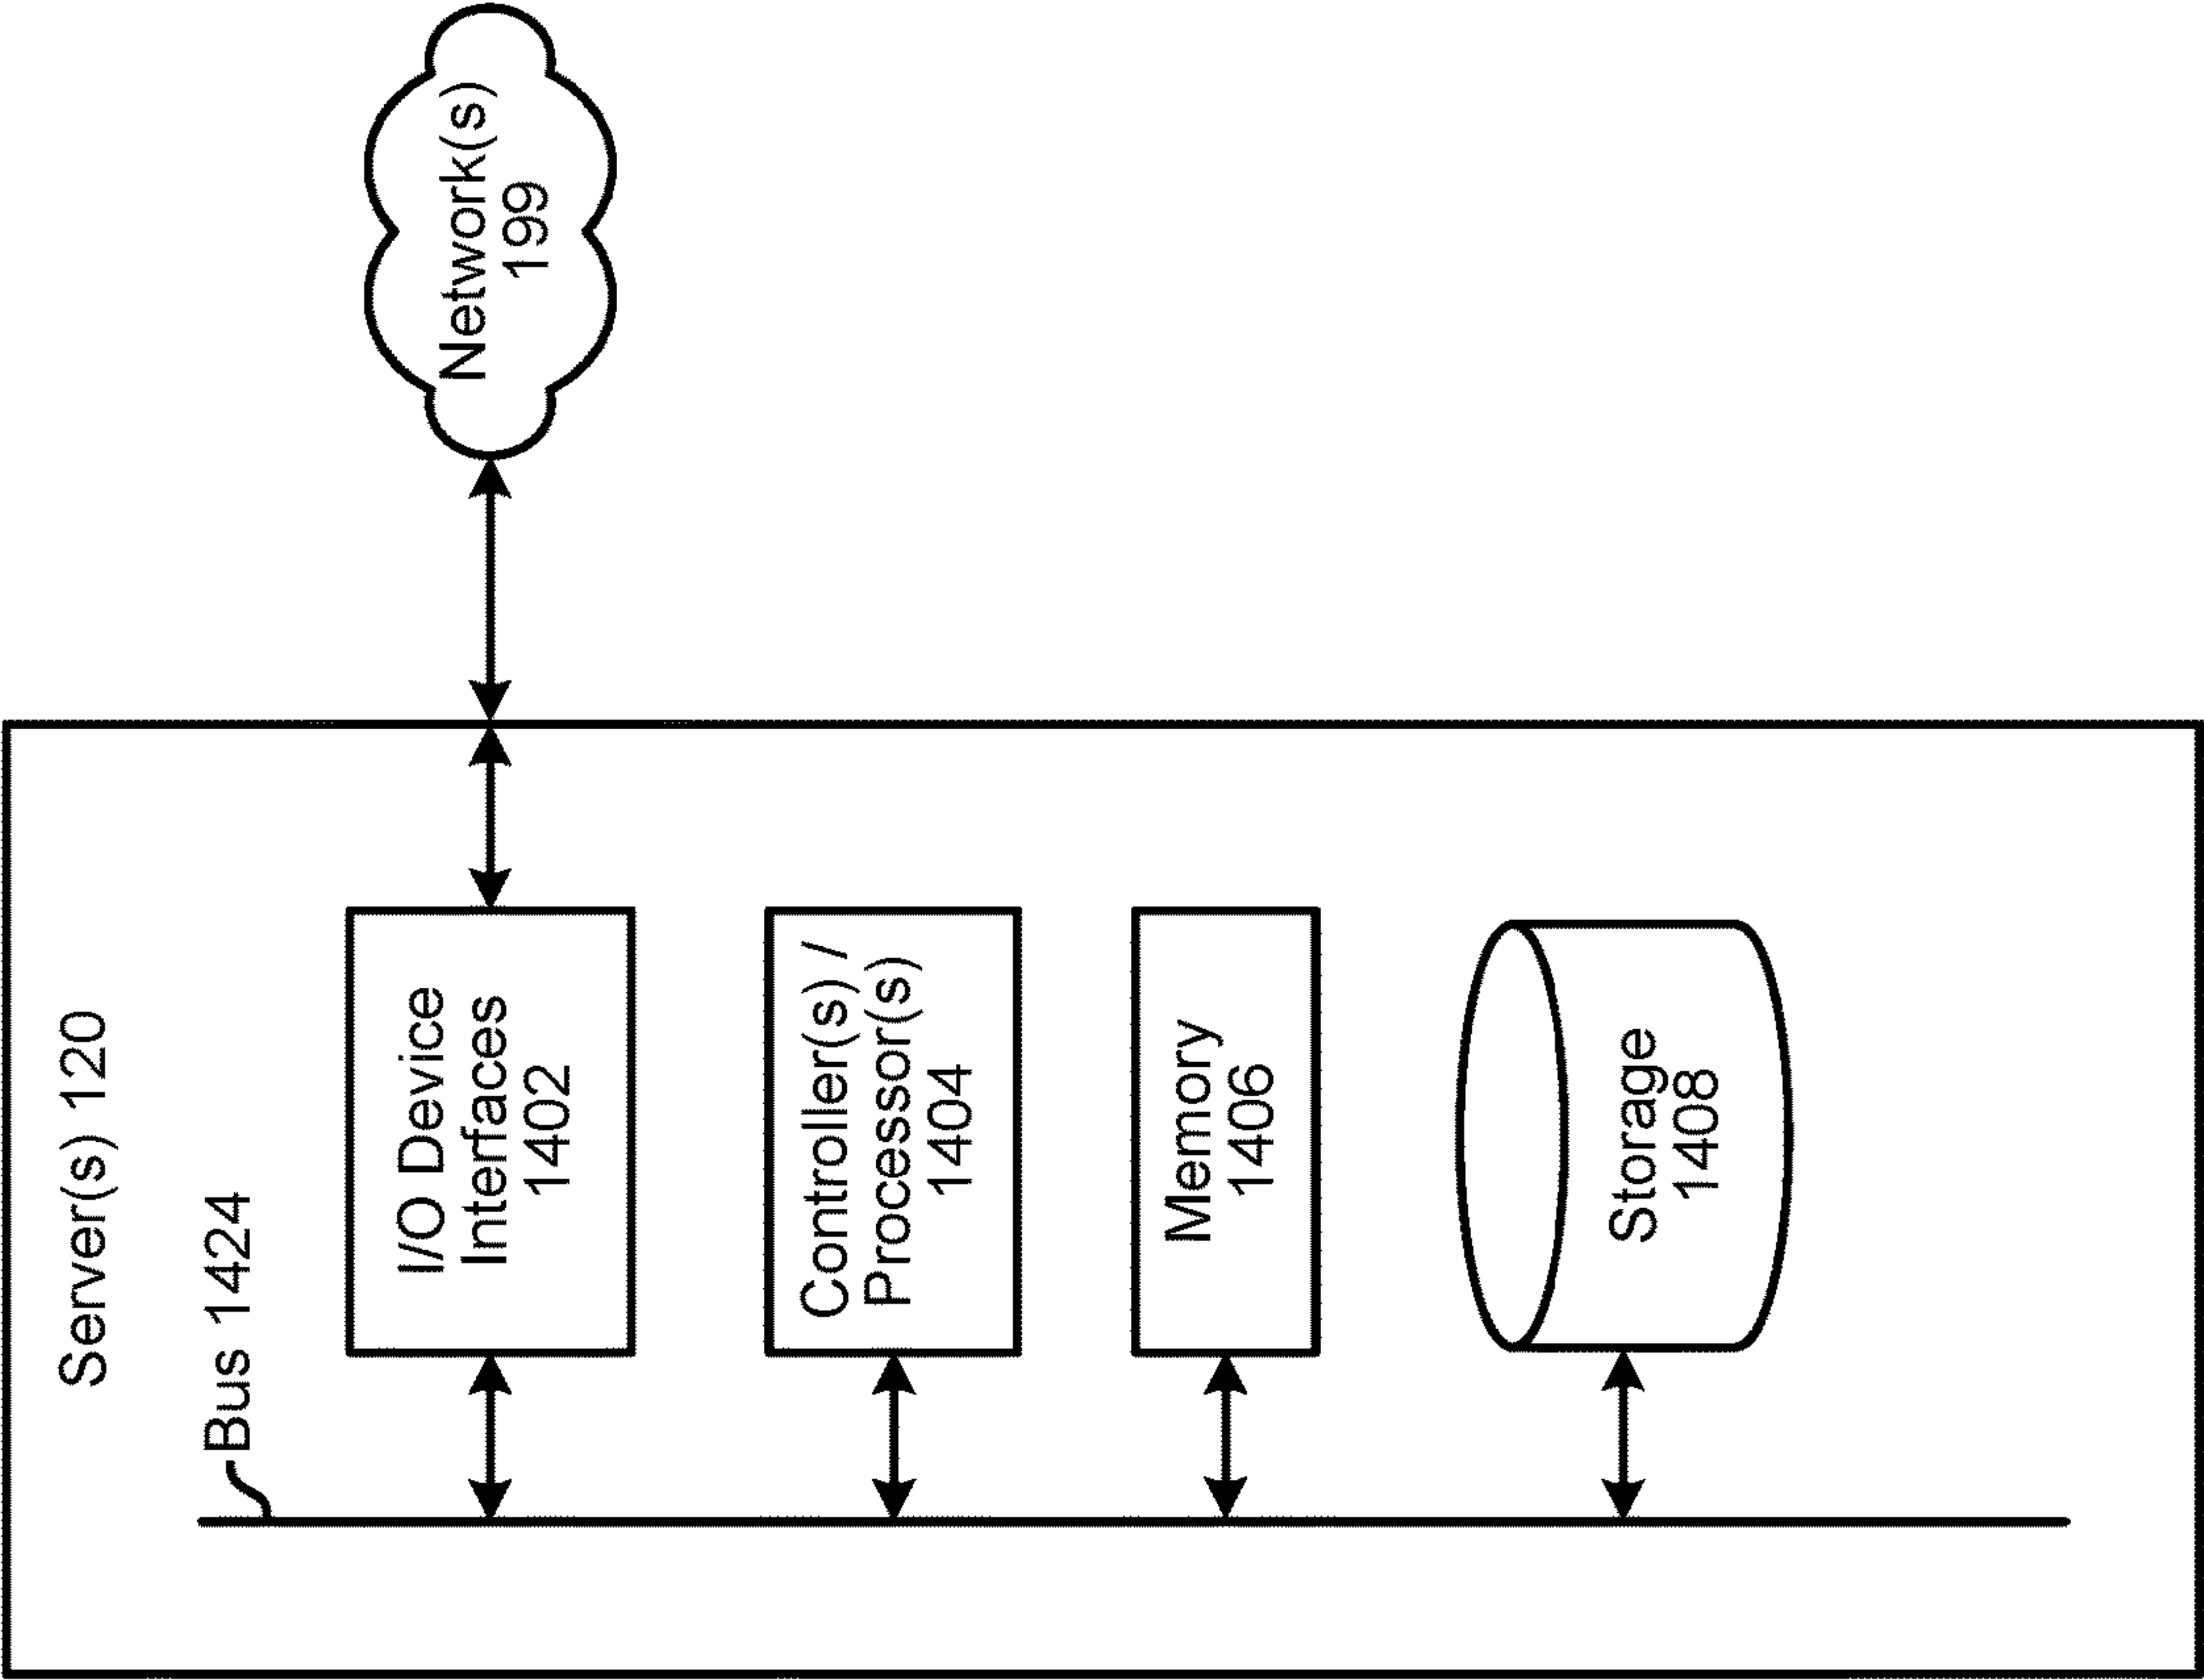 Server(s) 120
Bus 1424
I/O Device
Interfaces
1402
Network(s)
199
Controller(s) /
Processor(s)
1404
Memory
1406
Storage
1408